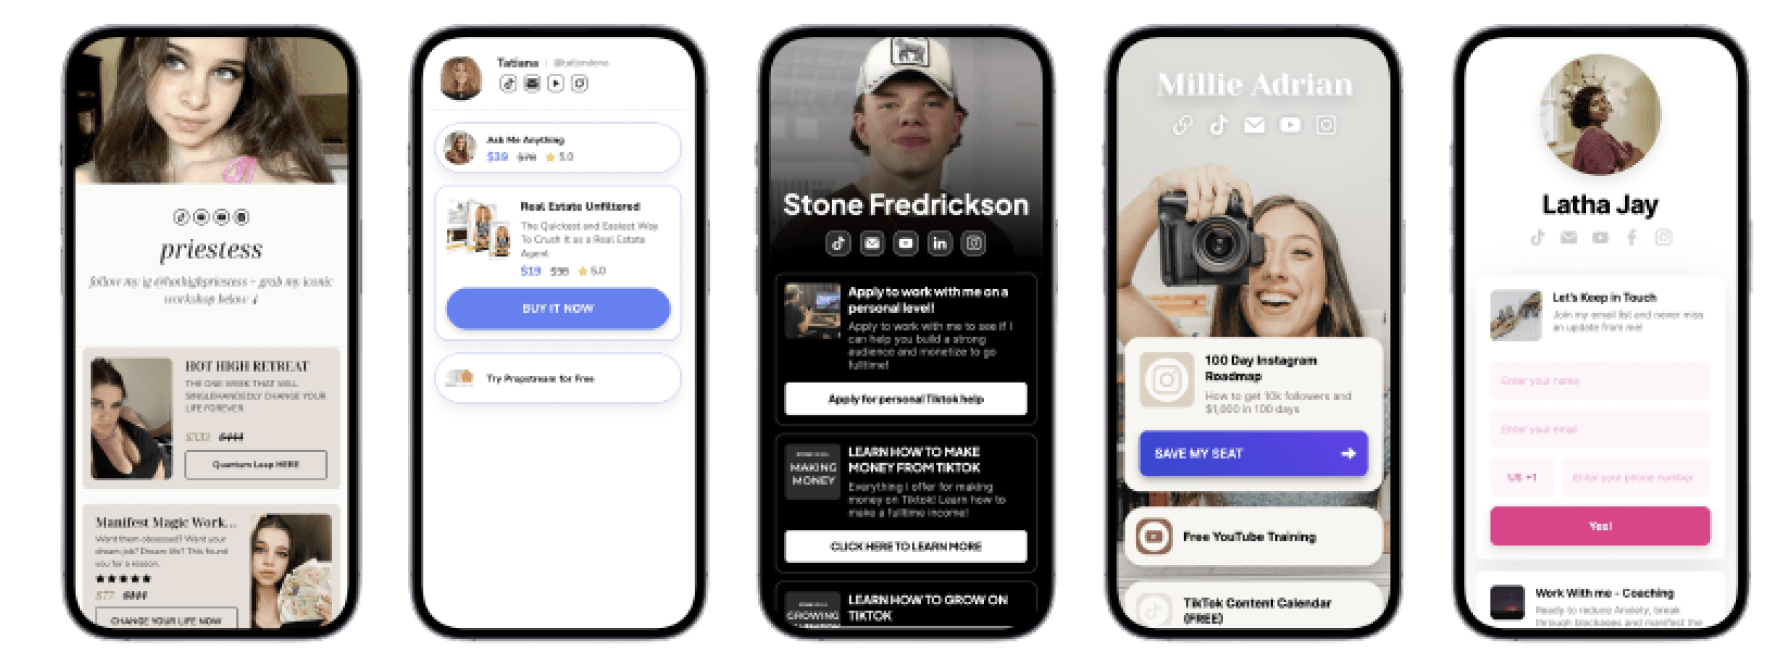 priestess
follow my ig @hothighpriestess + grab my iconic
workshop below ↓
HOT HIGH RETREAT
THE ONE WEEK THAT WILL
SINGLEHANDEDLY CHANGE YOUR
LIFE FOREVER.
$333 $444
Quantum Leap HERE
Manifest Magic Work...
Want them obsessed? Want your
dream job? Dream life? This found
you for a reason.
$77 $111
CHANGE YOUR LIFE NOW
Tatiana | @tatlondono
Ask Me Anything
$39 $78 5.0
Real Estate Unfiltered
The Quickest and Easiest Way
To Crush It as a Real Estate
Agent
$19 $38 5.0
BUY IT NOW
Try Propstream for Free
Stone Fredrickson
Apply to work with me on a
personal level!
Apply to work with me to see if I
can help you build a strong
audience and monetize to go
fulltime!
Apply for personal Tiktok help
MAKING
MONEY
LEARN HOW TO MAKE
MONEY FROM TIKTOK
Everything I offer for making
money on Tiktok! Learn how to
make a fulltime income!
CLICK HERE TO LEARN MORE
GROWING
LEARN HOW TO GROW ON
TIKTOK
Millie Adrian
100 Day Instagram
Roadmap
How to get 10k followers and
$1,000 in 100 days
SAVE MY SEAT
Free YouTube Training
TikTok Content Calendar
(FREE)
Latha Jay
Let's Keep in Touch
Join my email list and never miss
an update from me!
Enter your name
Enter your email
US +1 Enter your phone number
Yes!
Work With me - Coaching
Ready to reduce Anxiety, break
through blockages and manifest the